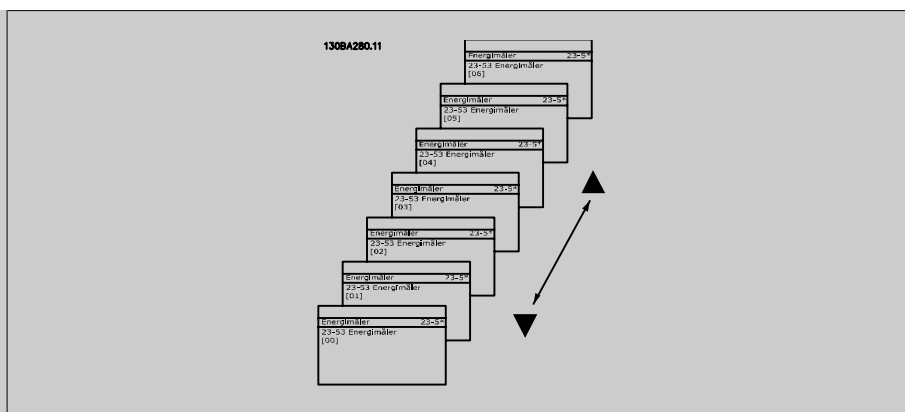 130BA280.11
Energimåler 23-5*
23-53 Energimåler
[06]
Energimåler 23-5*
23-53 Energimåler
[05]
Energimåler 23-5*
23-53 Energimåler
[04]
Energimåler 23-5*
23-53 Energimåler
[03]
Energimåler 23-5*
23-53 Energimåler
[02]
Energimåler 23-5*
23-53 Energimåler
[01]
Energimåler 23-5*
23-53 Energimåler
[00]